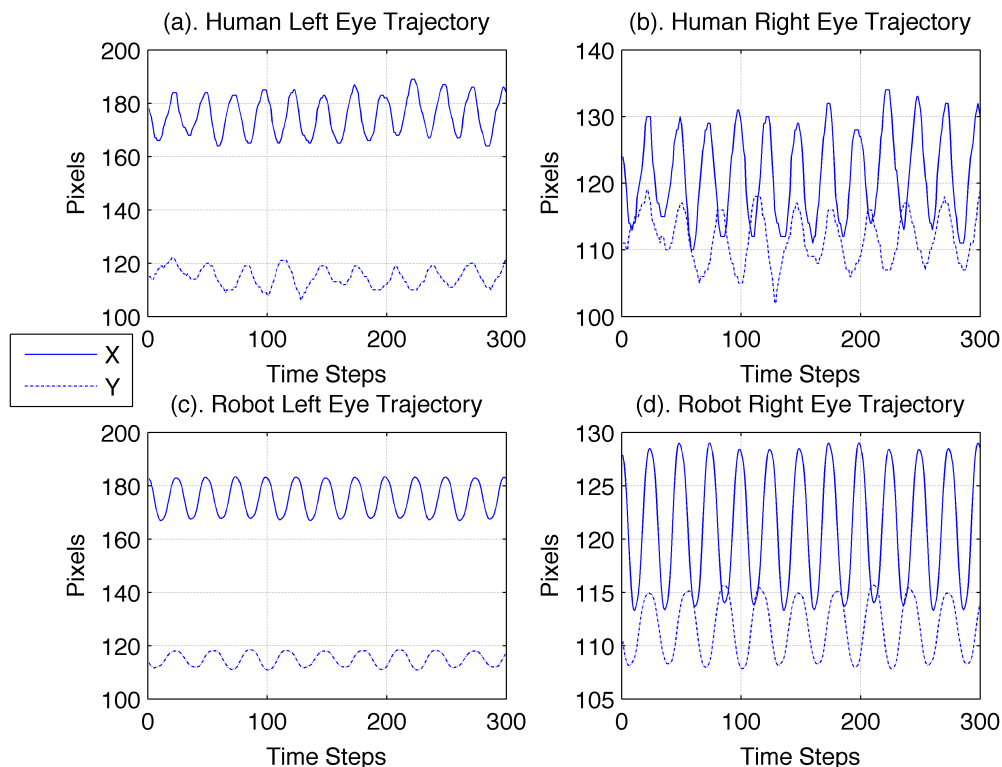 (a). Human Left Eye Trajectory
200
180
160
140
120
100
Pixels
0
100
200
300
Time Steps
(b). Human Right Eye Trajectory
140
130
120
110
100
Pixels
0
100
200
300
Time Steps
X
Y
(c). Robot Left Eye Trajectory
200
180
160
140
120
100
Pixels
0
100
200
300
Time Steps
(d). Robot Right Eye Trajectory
130
125
120
115
110
105
Pixels
0
100
200
300
Time Steps